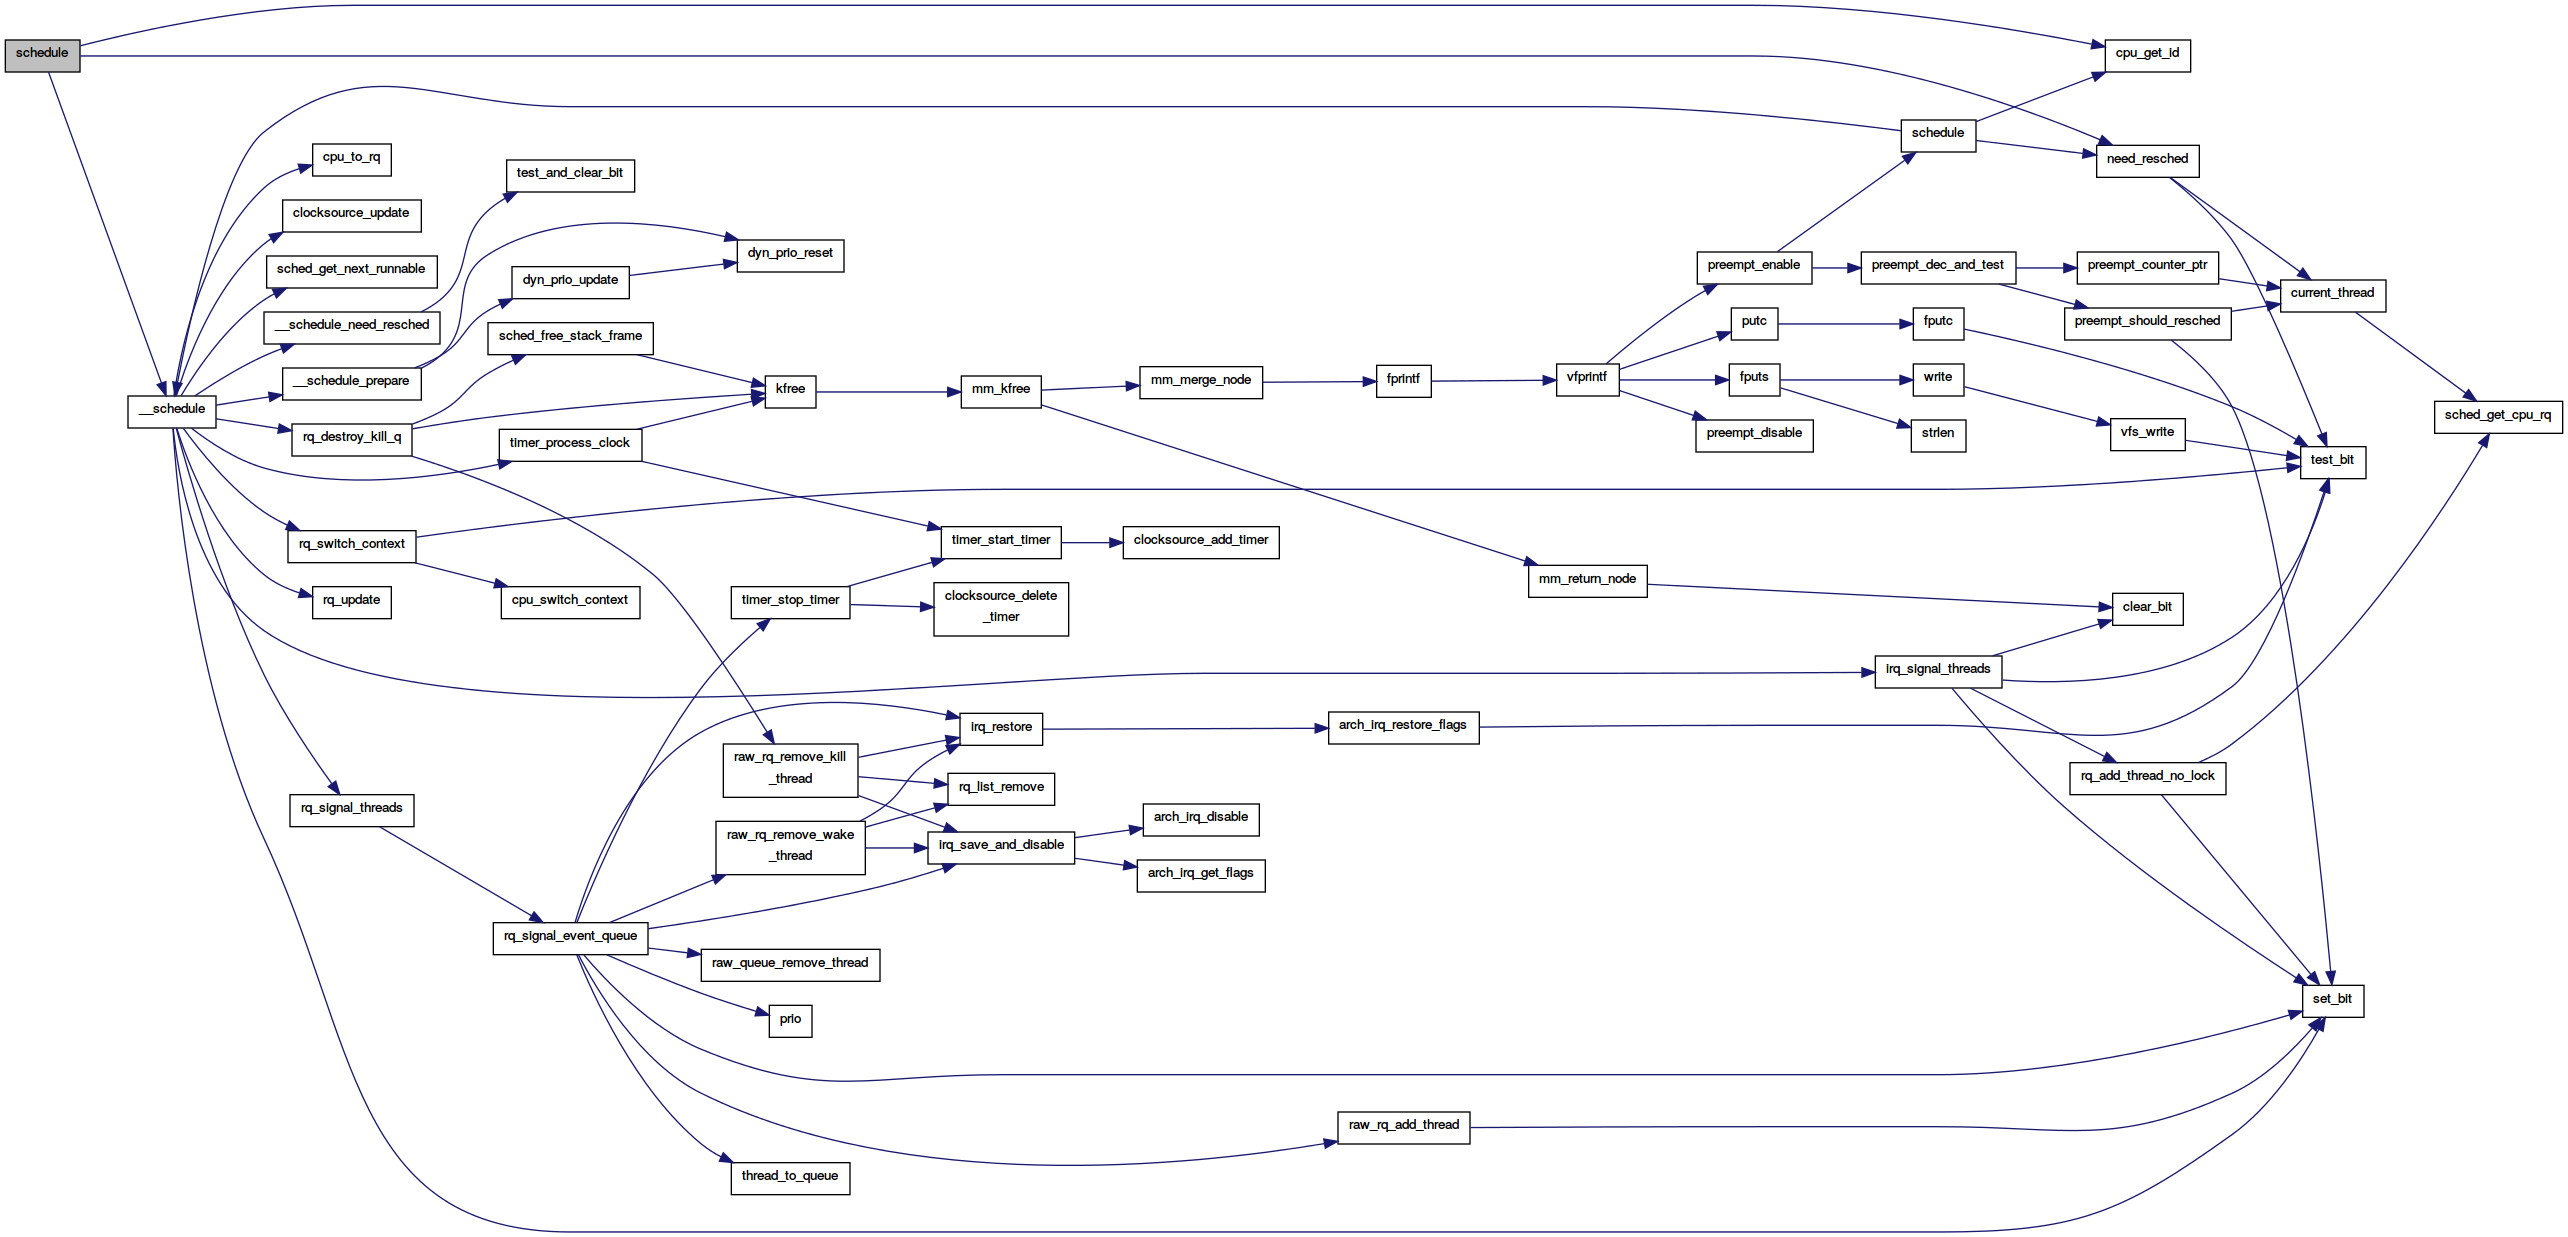 schedule
cpu_get_id
schedule
need_resched
cpu_to_rq
test_and_clear_bit
clocksource_update
dyn_prio_reset
sched_get_next_runnable
dyn_prio_update
preempt_enable
preempt_dec_and_test
preempt_counter_ptr
current_thread
__schedule_need_resched
sched_free_stack_frame
putc
fputc
preempt_should_resched
__schedule_prepare
kfree
mm_kfree
mm_merge_node
fprintf
vfprintf
fputs
write
__schedule
sched_get_cpu_rq
rq_destroy_kill_q
timer_process_clock
preempt_disable
strlen
vfs_write
test_bit
rq_switch_context
timer_start_timer
clocksource_add_timer
mm_return_node
rq_update
cpu_switch_context
timer_stop_timer
clocksource_delete
_timer
clear_bit
irq_signal_threads
irq_restore
arch_irq_restore_flags
raw_rq_remove_kill
_thread
rq_list_remove
rq_add_thread_no_lock
rq_signal_threads
raw_rq_remove_wake
_thread
irq_save_and_disable
arch_irq_disable
arch_irq_get_flags
rq_signal_event_queue
raw_queue_remove_thread
set_bit
prio
raw_rq_add_thread
thread_to_queue